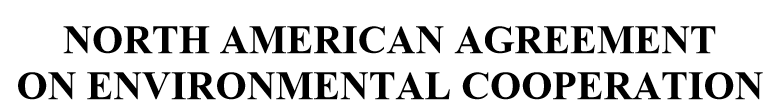 NORTH AMERICAN AGREEMENT
ON ENVIRONMENTAL COOPERATION